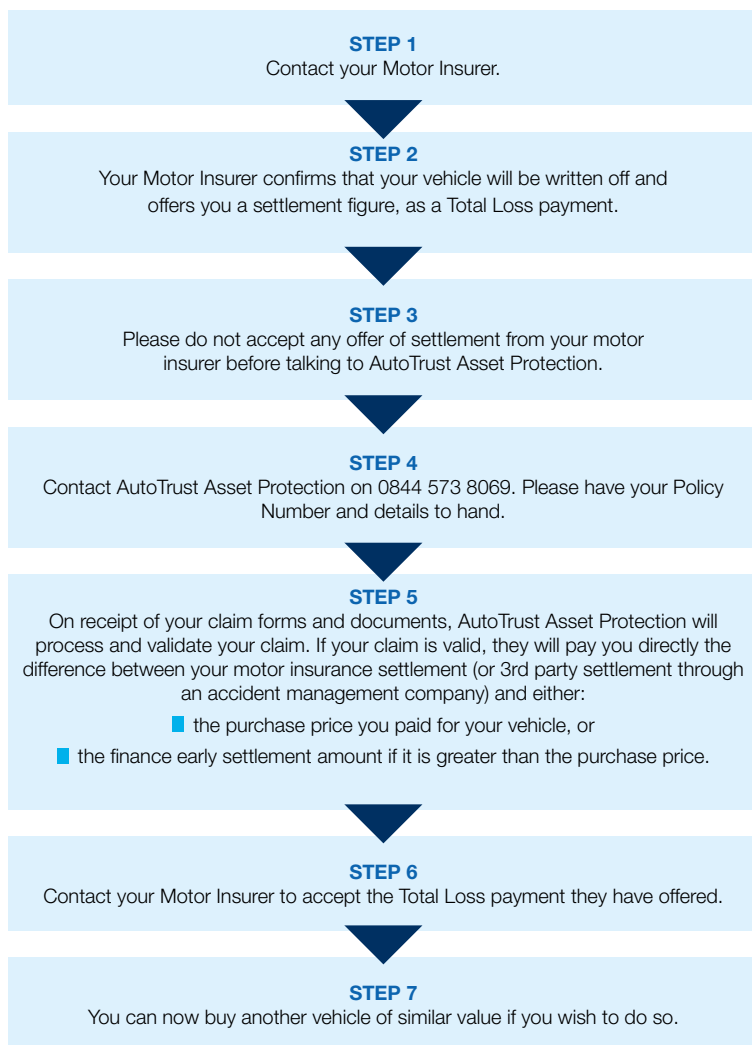 STEP 1
Contact your Motor Insurer.
STEP 2
Your Motor Insurer confirms that your vehicle will be written off and
offers you a settlement figure, as a Total Loss payment.
STEP 3
Please do not accept any offer of settlement from your motor
insurer before talking to AutoTrust Asset Protection.
STEP 4
Contact AutoTrust Asset Protection on 0844 573 8069. Please have your Policy
Number and details to hand.
STEP 5
On receipt of your claim forms and documents, AutoTrust Asset Protection will
process and validate your claim. If your claim is valid, they will pay you directly the
difference between your motor insurance settlement (or 3rd party settlement through
an accident management company) and either:
the purchase price you paid for your vehicle, or
the finance early settlement amount if it is greater than the purchase price.
STEP 6
Contact your Motor Insurer to accept the Total Loss payment they have offered.
STEP 7
You can now buy another vehicle of similar value if you wish to do so.